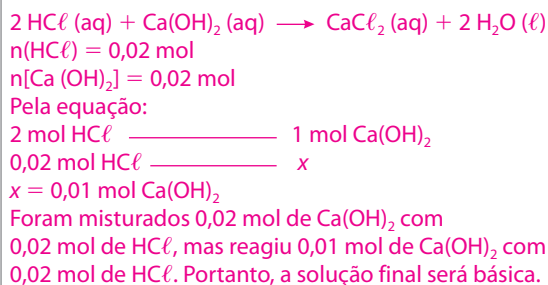 2 HCℓ (aq) + Ca(OH)₂ (aq) ⟶ CaCℓ₂ (aq) + 2 H₂O (ℓ)
n(HCℓ) = 0,02 mol
n[Ca (OH)₂] = 0,02 mol
Pela equação:
2 mol HCℓ ———————— 1 mol Ca(OH)₂
0,02 mol HCℓ ——————— x
x = 0,01 mol Ca(OH)₂
Foram misturados 0,02 mol de Ca(OH)₂ com
0,02 mol de HCℓ, mas reagiu 0,01 mol de Ca(OH)₂ com
0,02 mol de HCℓ. Portanto, a solução final será básica.